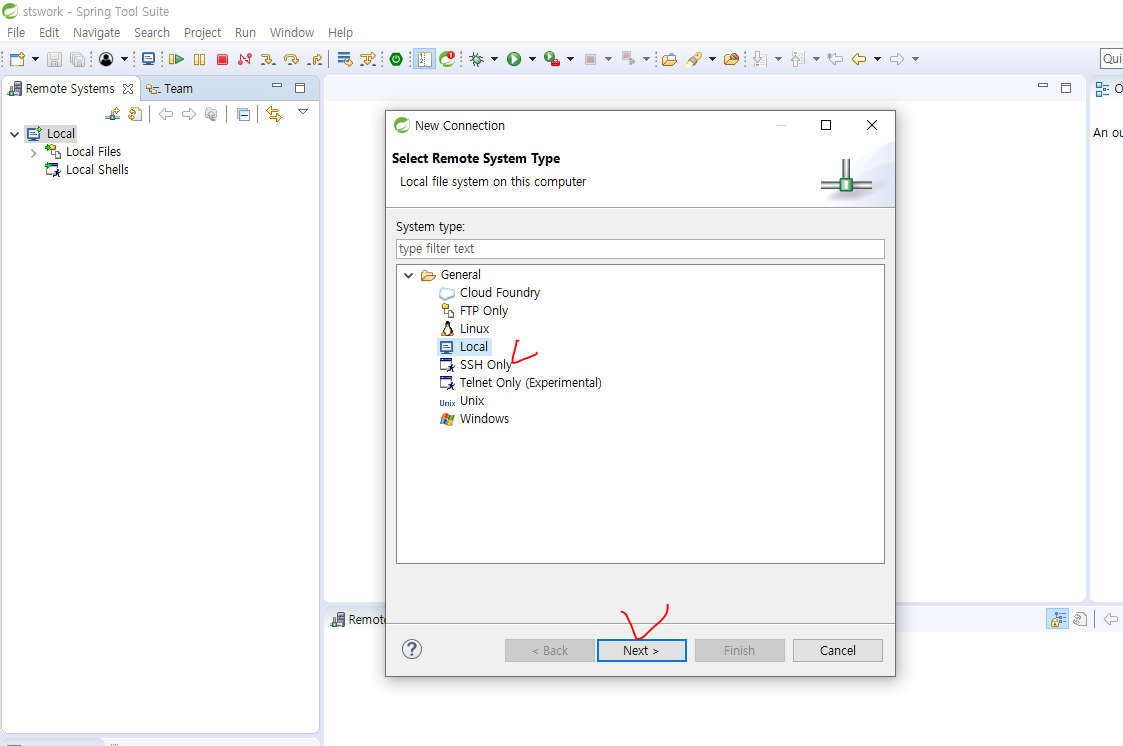 stswork - Spring Tool Suite
File Edit Navigate Search Project Run Window Help
Remote Systems
Team
Local
Local Files
Local Shells
New Connection
Select Remote System Type
Local file system on this computer
System type:
type filter text
General
Cloud Foundry
FTP Only
Linux
Local
SSH Only
Telnet Only (Experimental)
Unix Unix
Windows
< Back Next > Finish Cancel
Qui
O
An ou
Remote